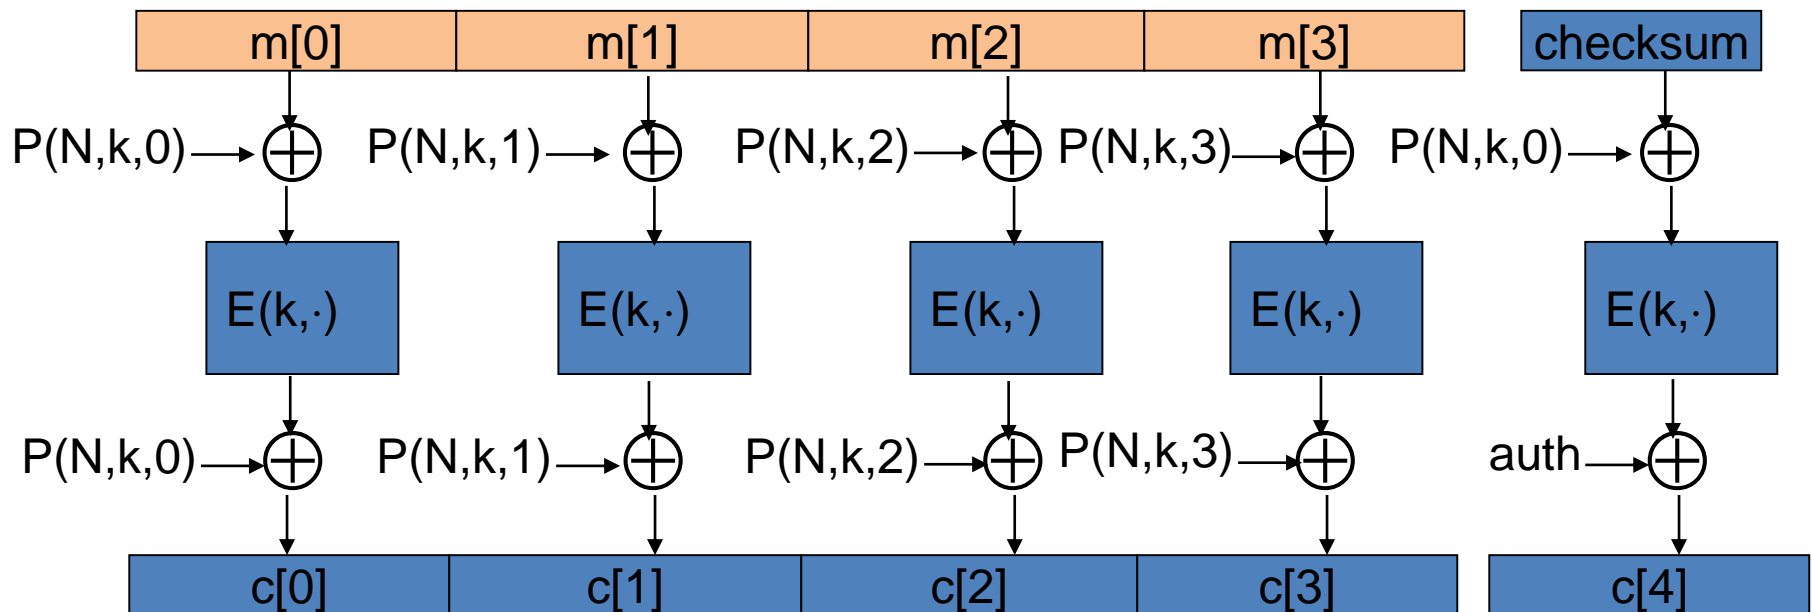 m[0] m[1] m[2] m[3] checksum
P(N,k,0) P(N,k,1) P(N,k,2) P(N,k,3) P(N,k,0)
E(k,·) E(k,·) E(k,·) E(k,·) E(k,·)
P(N,k,0) P(N,k,1) P(N,k,2) P(N,k,3) auth
c[0] c[1] c[2] c[3] c[4]